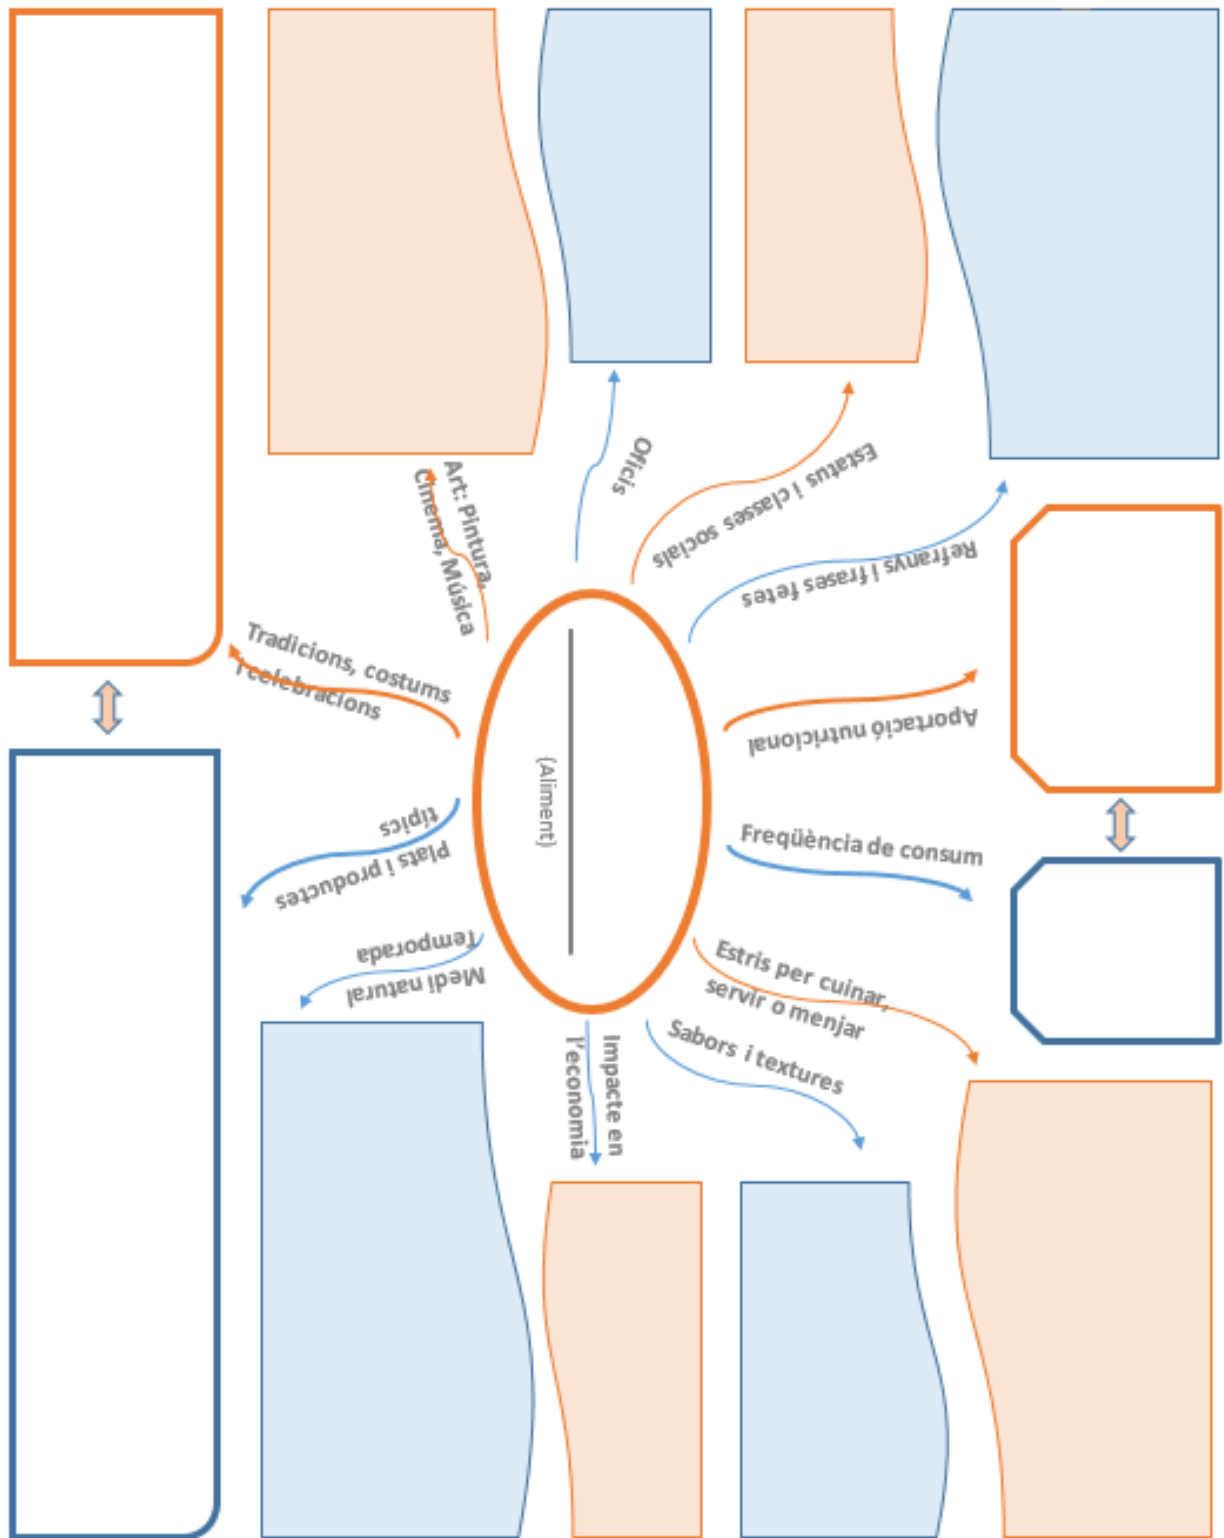 Art: Pintura,
Cinema, Música
Oficis
Estatus i classes socials
Refranys i frases fetes
Tradicions, costums
i celebracions
Aportació nutricional
(Aliment)
Plats i productes
típics
Freqüència de consum
Temporada
Medi natural
Estris per cuinar,
servir o menjar
Sabors i textures
Impacte en
l'economia